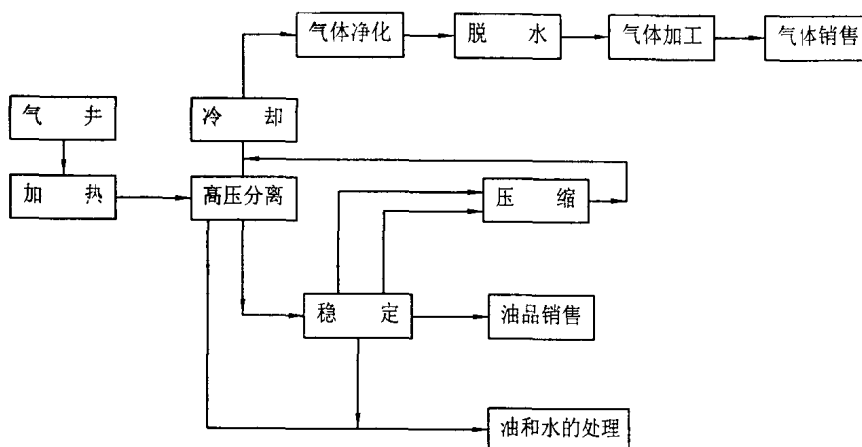 气体净化
脱 水
气体加工
气体销售
气 井
冷 却
加 热
高压分离
压 缩
稳 定
油品销售
油和水的处理